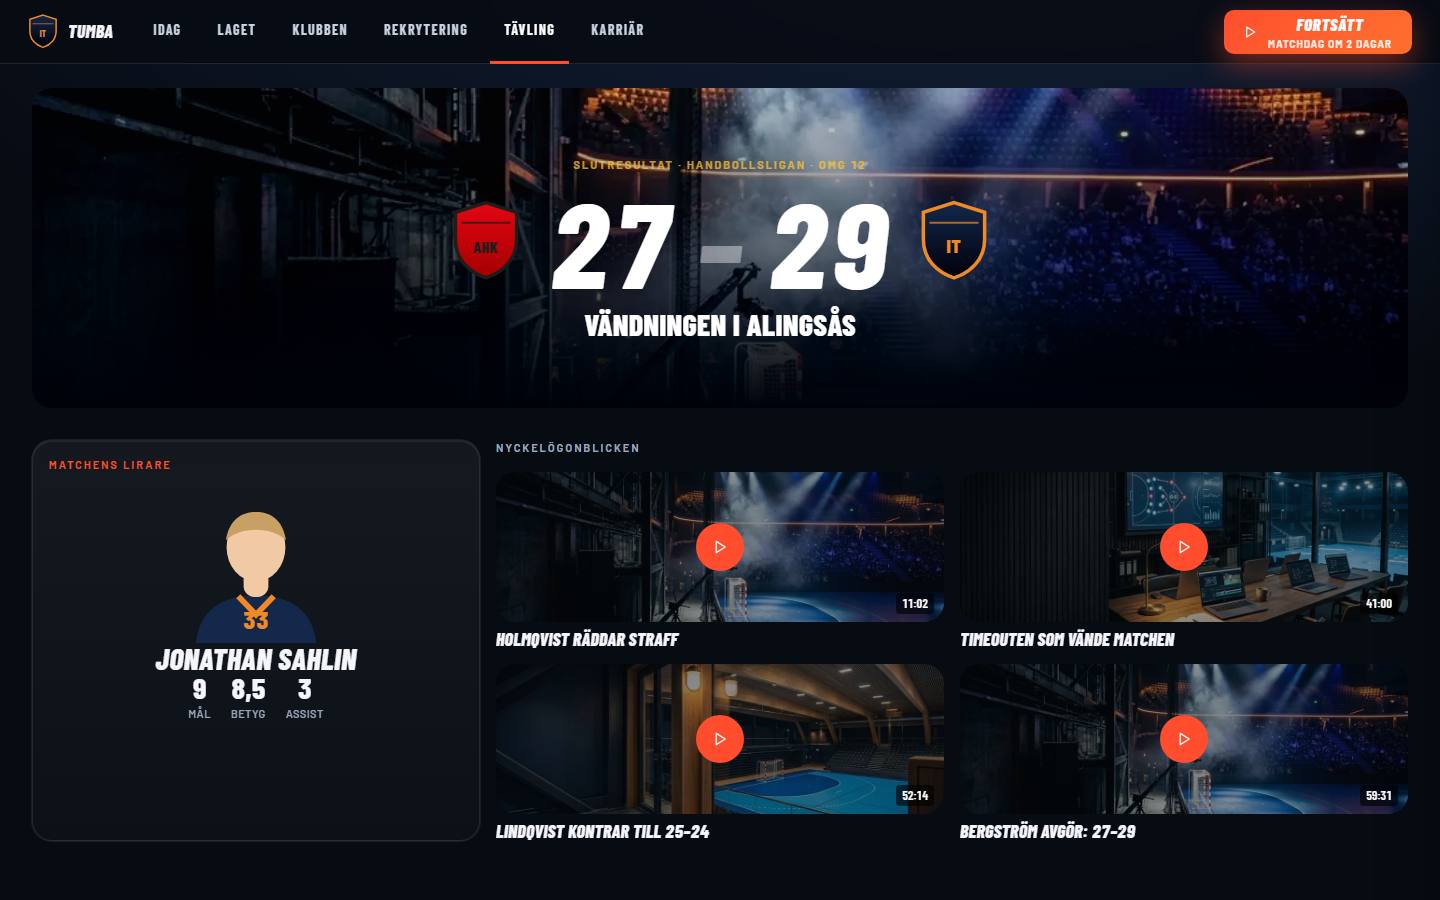 IT
TUMBA
IDAG
LAGET
KLUBBEN
REKRYTERING
TÄVLING
KARRIÄR
FORTSÄTT
MATCHDAG OM 2 DAGAR
SLUTRESULTAT · HANDBOLLSLIGAN · OMG 12
AHK
27 - 29
IT
VÄNDNINGEN I ALINGSÅS
MATCHENS LIRARE
33
JONATHAN SAHLIN
9 8,5 3
MÅL BETYG ASSIST
NYCKELÖGONBLICKEN
11:02
HOLMQVIST RÄDDAR STRAFF
41:00
TIMEOUTEN SOM VÄNDE MATCHEN
52:14
LINDQVIST KONTRAR TILL 25–24
59:31
BERGSTRÖM AVGÖR: 27–29